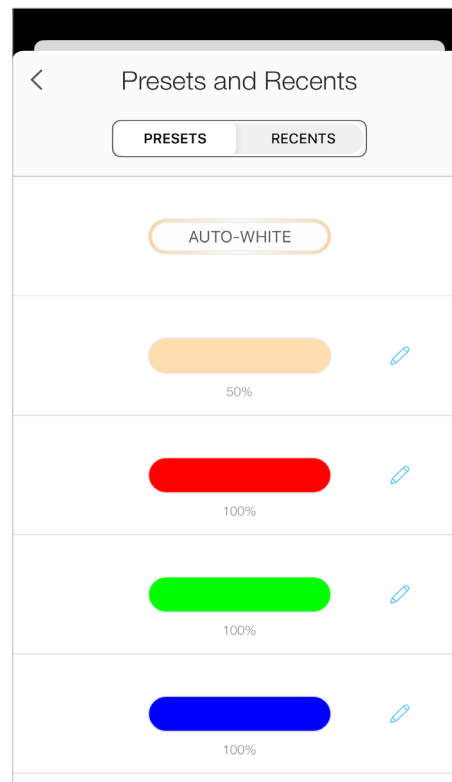 Presets and Recents
PRESETS RECENTS
AUTO-WHITE
50%
100%
100%
100%